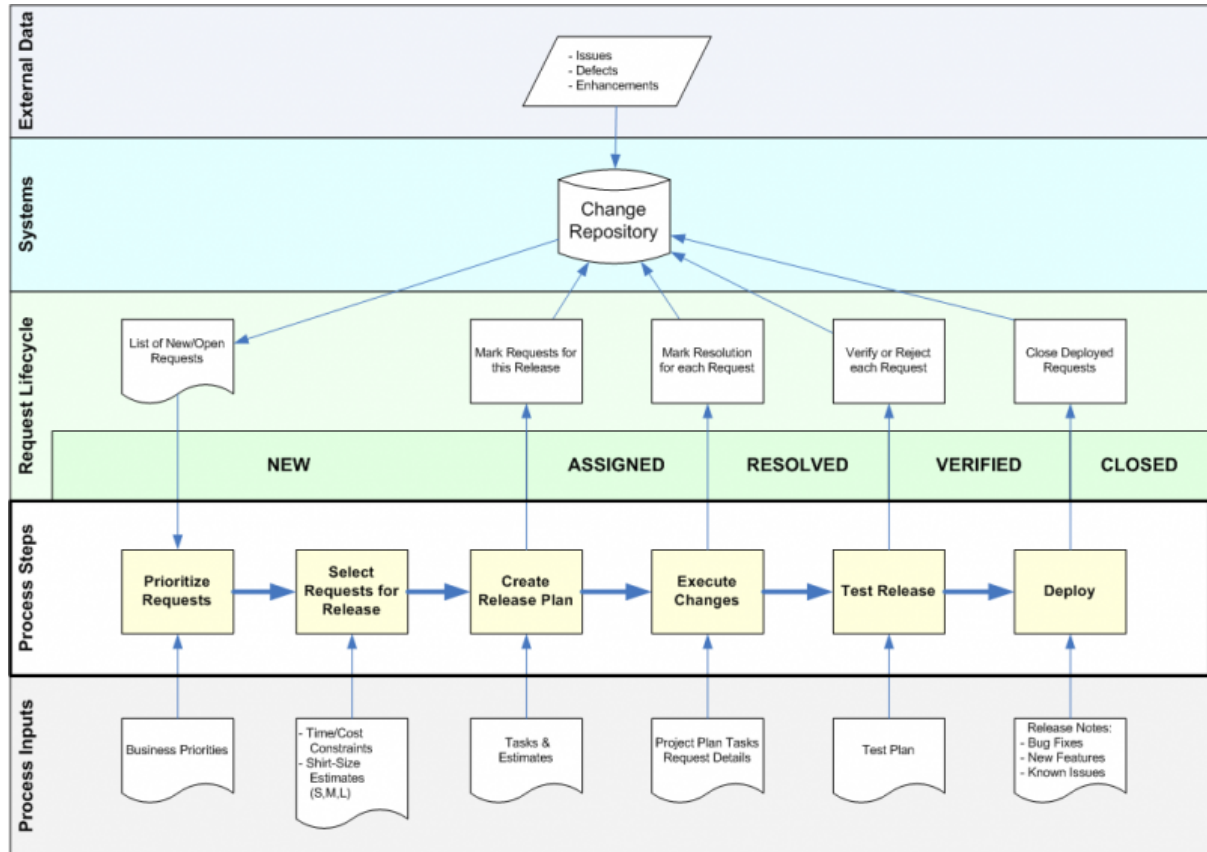 External Data
- Issues
- Defects
- Enhancements
Systems
Change
Repository
Request Lifecycle
List of New/Open
Requests
Mark Requests for
this Release
Mark Resolution
for each Request
Verify or Reject
each Request
Close Deployed
Requests
NEW
ASSIGNED
RESOLVED
VERIFIED
CLOSED
Process Steps
Prioritize
Requests
Select
Requests for
Release
Create
Release Plan
Execute
Changes
Test Release
Deploy
Process Inputs
Business Priorities
- Time/Cost
Constraints
- Shirt-Size
Estimates
(S,M,L)
Tasks &
Estimates
Project Plan Tasks
Request Details
Test Plan
Release Notes:
- Bug Fixes
- New Features
- Known Issues